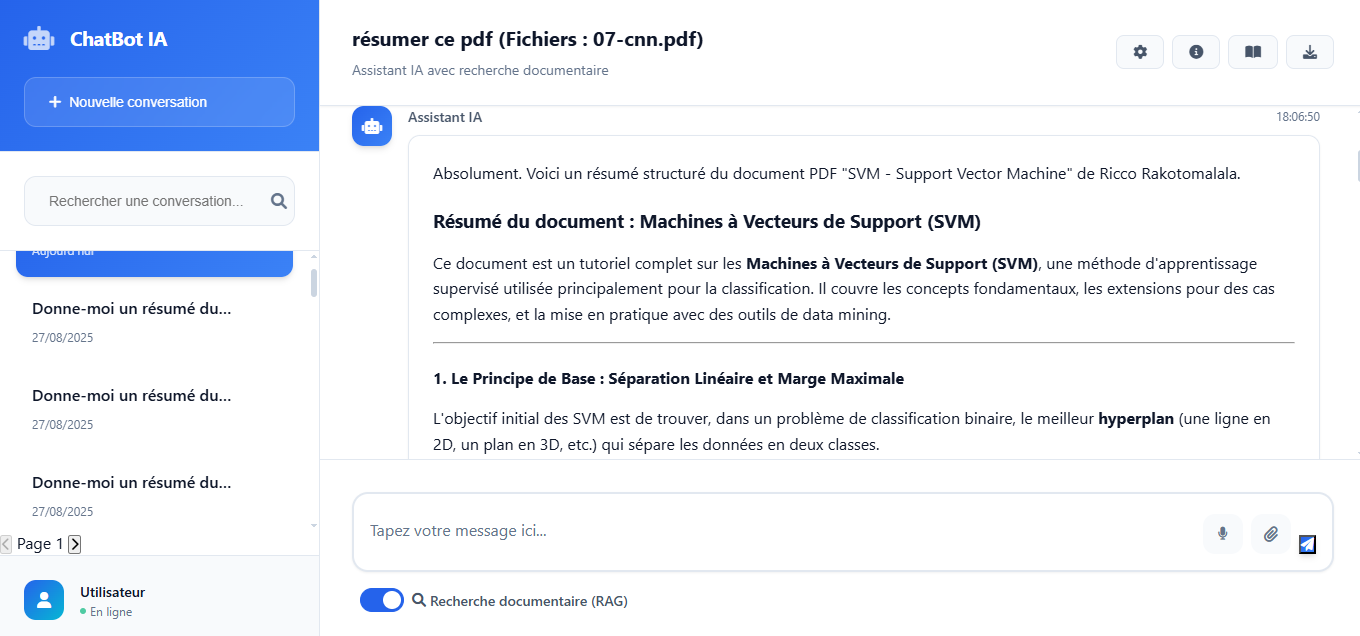 ChatBot IA
Nouvelle conversation
Rechercher une conversation...
Aujourd'hui
Donne-moi un résumé du...
27/08/2025
Donne-moi un résumé du...
27/08/2025
Donne-moi un résumé du...
27/08/2025
Page 1
Utilisateur
En ligne
résumer ce pdf (Fichiers : 07-cnn.pdf)
Assistant IA avec recherche documentaire
Assistant IA
18:06:50
Absolument. Voici un résumé structuré du document PDF "SVM - Support Vector Machine" de Ricco Rakotomalala.
Résumé du document : Machines à Vecteurs de Support (SVM)
Ce document est un tutoriel complet sur les Machines à Vecteurs de Support (SVM), une méthode d'apprentissage
supervisé utilisée principalement pour la classification. Il couvre les concepts fondamentaux, les extensions pour des cas
complexes, et la mise en pratique avec des outils de data mining.
1. Le Principe de Base : Séparation Linéaire et Marge Maximale
L'objectif initial des SVM est de trouver, dans un problème de classification binaire, le meilleur hyperplan (une ligne en
2D, un plan en 3D, etc.) qui sépare les données en deux classes.
Tapez votre message ici...
Recherche documentaire (RAG)